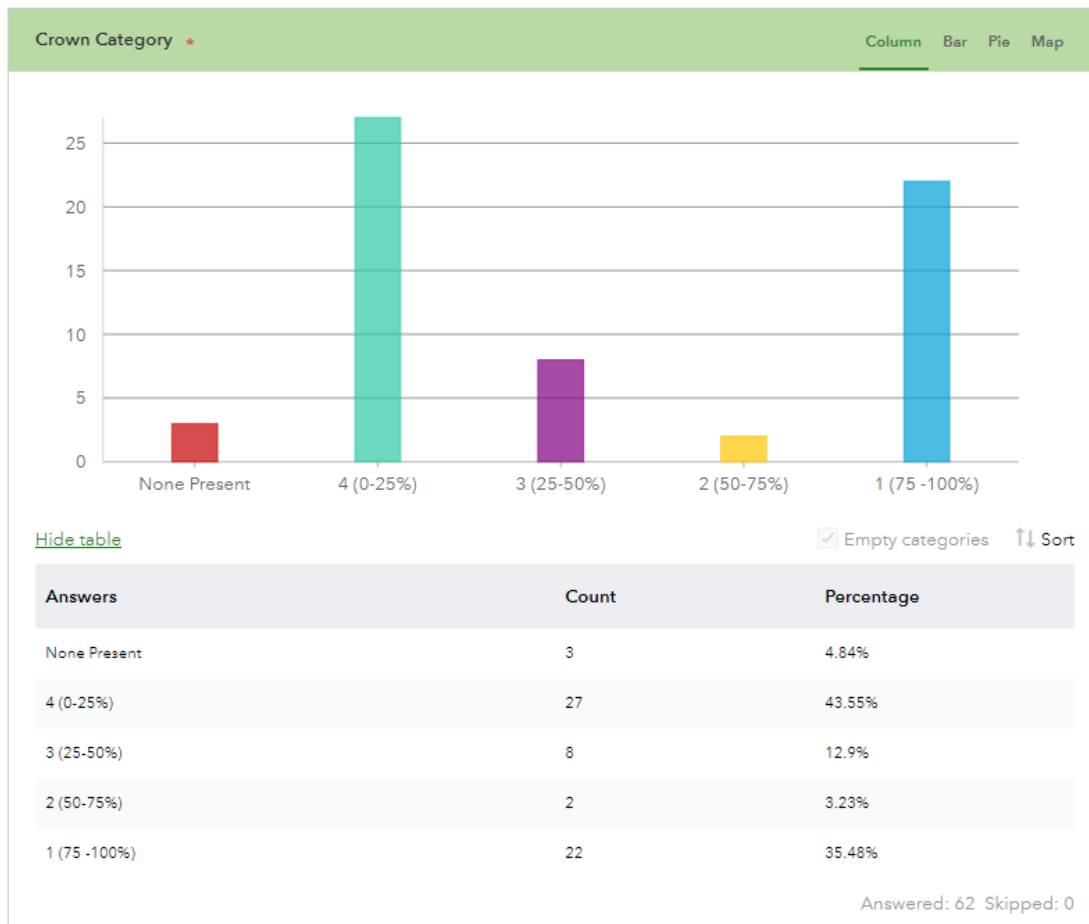 Crown Category *
Column Bar Pie Map
25
20
15
10
5
0
None Present 4 (0-25%) 3 (25-50%) 2 (50-75%) 1 (75 -100%)
Hide table Empty categories Sort
Answers Count Percentage
None Present 3 4.84%
4 (0-25%) 27 43.55%
3 (25-50%) 8 12.9%
2 (50-75%) 2 3.23%
1 (75 -100%) 22 35.48%
Answered: 62 Skipped: 0